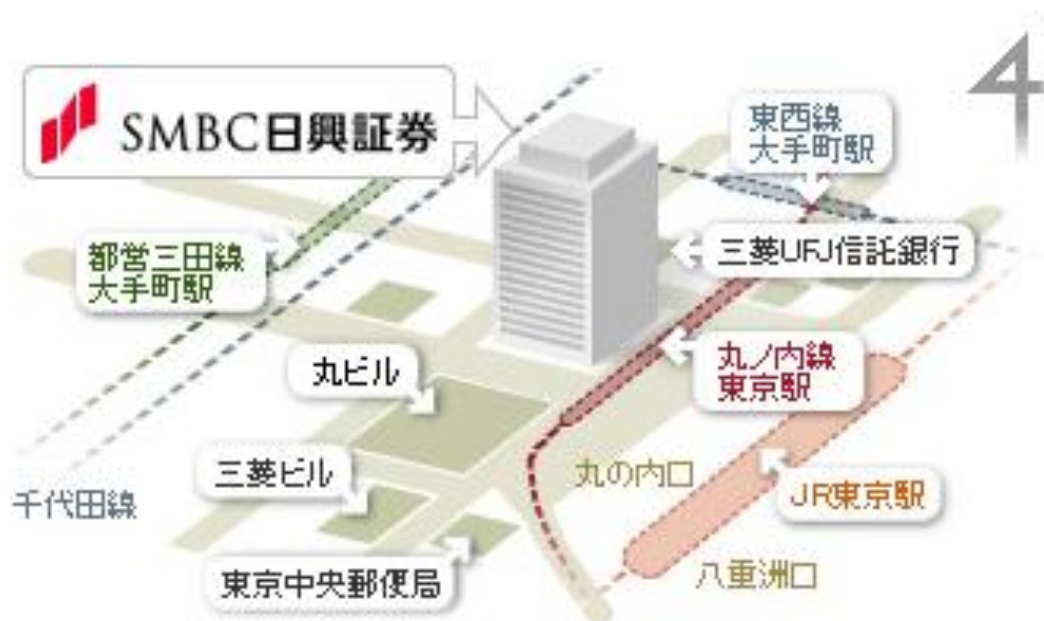 4
SMBC日興証券
東西線
大手町駅
都営三田線
大手町駅
三菱UFJ信託銀行
丸ノ内線
東京駅
丸ビル
三菱ビル
丸の内口
千代田線
JR東京駅
八重洲口
東京中央郵便局